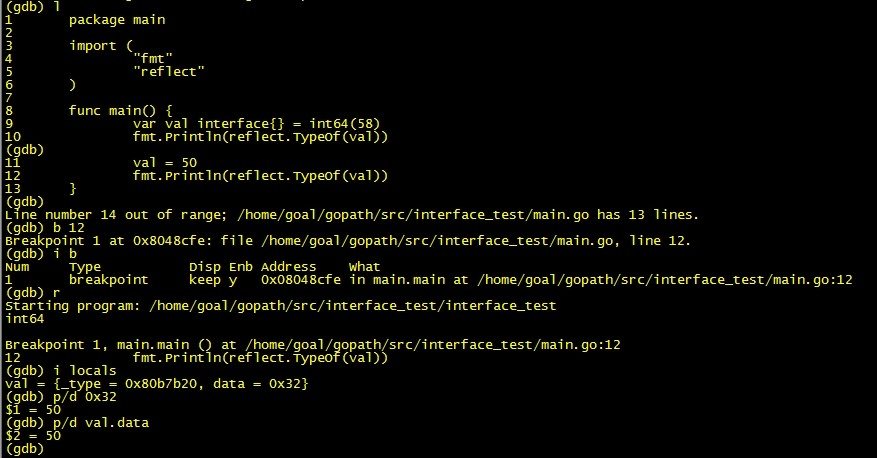 (gdb) l
1       package main
2
3       import (
4               "fmt"
5               "reflect"
6       )
7
8       func main() {
9               var val interface{} = int64(58)
10              fmt.Println(reflect.TypeOf(val))
(gdb)
11              val = 50
12              fmt.Println(reflect.TypeOf(val))
13      }
(gdb)
Line number 14 out of range; /home/goal/gopath/src/interface_test/main.go has 13 lines.
(gdb) b 12
Breakpoint 1 at 0x8048cfe: file /home/goal/gopath/src/interface_test/main.go, line 12.
(gdb) i b
Num     Type           Disp Enb Address    What
1       breakpoint     keep y   0x08048cfe in main.main at /home/goal/gopath/src/interface_test/main.go:12
(gdb) r
Starting program: /home/goal/gopath/src/interface_test/interface_test
int64

Breakpoint 1, main.main () at /home/goal/gopath/src/interface_test/main.go:12
12              fmt.Println(reflect.TypeOf(val))
(gdb) i locals
val = {_type = 0x80b7b20, data = 0x32}
(gdb) p/d 0x32
$1 = 50
(gdb) p/d val.data
$2 = 50
(gdb)